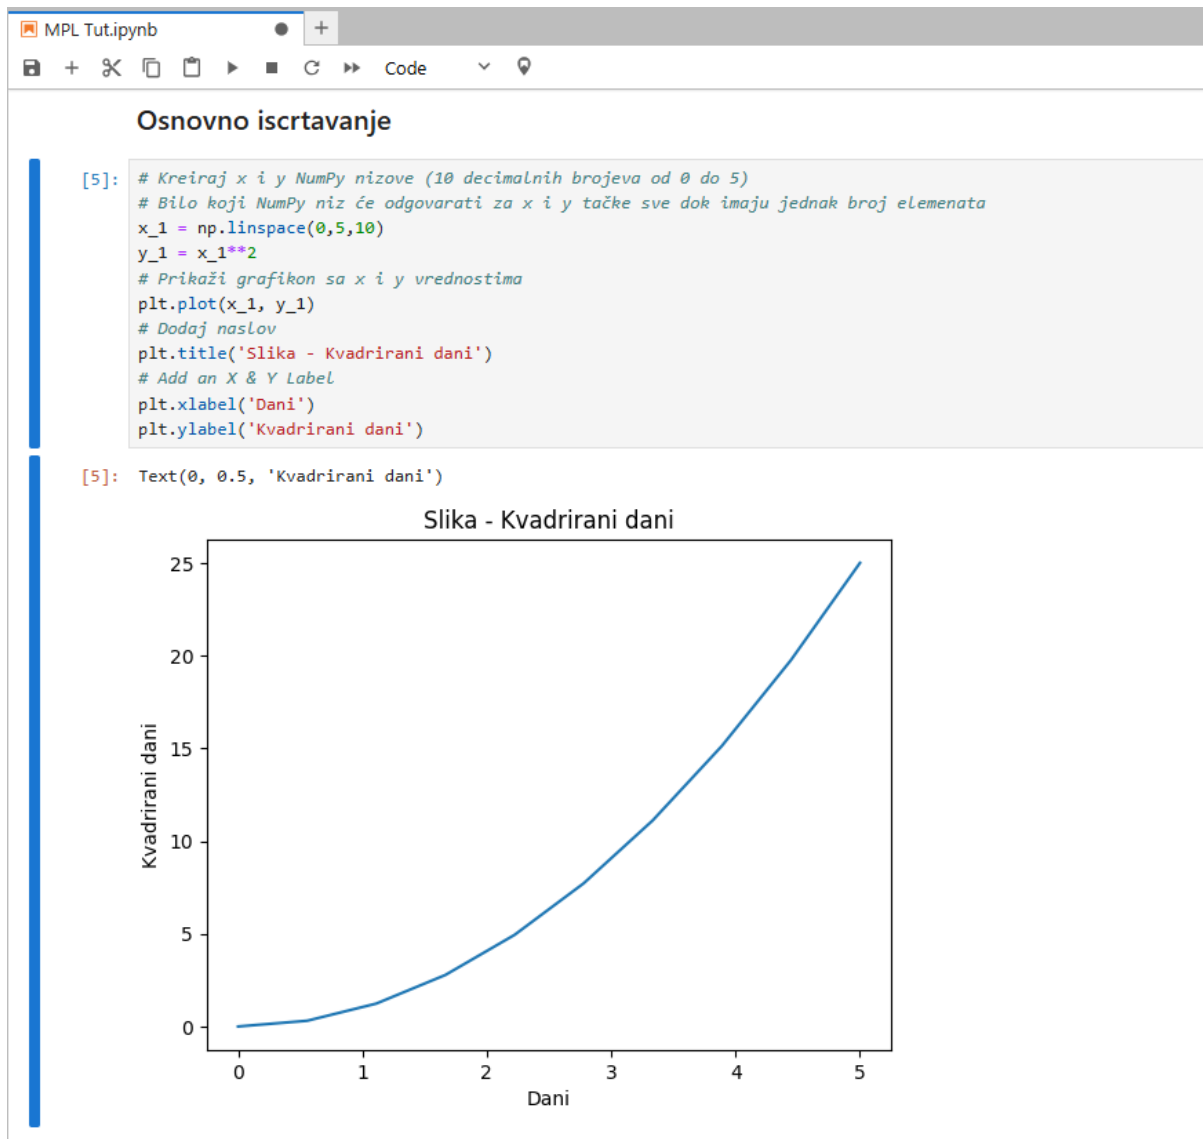 MPL Tut.ipynb
Code
Osnovno iscrtavanje
[5]: # Kreiraj x i y NumPy nizove (10 decimalnih brojeva od 0 do 5)
# Bilo koji NumPy niz će odgovarati za x i y tačke sve dok imaju jednak broj elemenata
x_1 = np.linspace(0,5,10)
y_1 = x_1**2
# Prikaži grafikon sa x i y vrednostima
plt.plot(x_1, y_1)
# Dodaj naslov
plt.title('Slika - Kvadrirani dani')
# Add an X & Y Label
plt.xlabel('Dani')
plt.ylabel('Kvadrirani dani')
[5]: Text(0, 0.5, 'Kvadrirani dani')
Slika - Kvadrirani dani
25
20
15
10
5
0
Kvadrirani dani
0 1 2 3 4 5
Dani